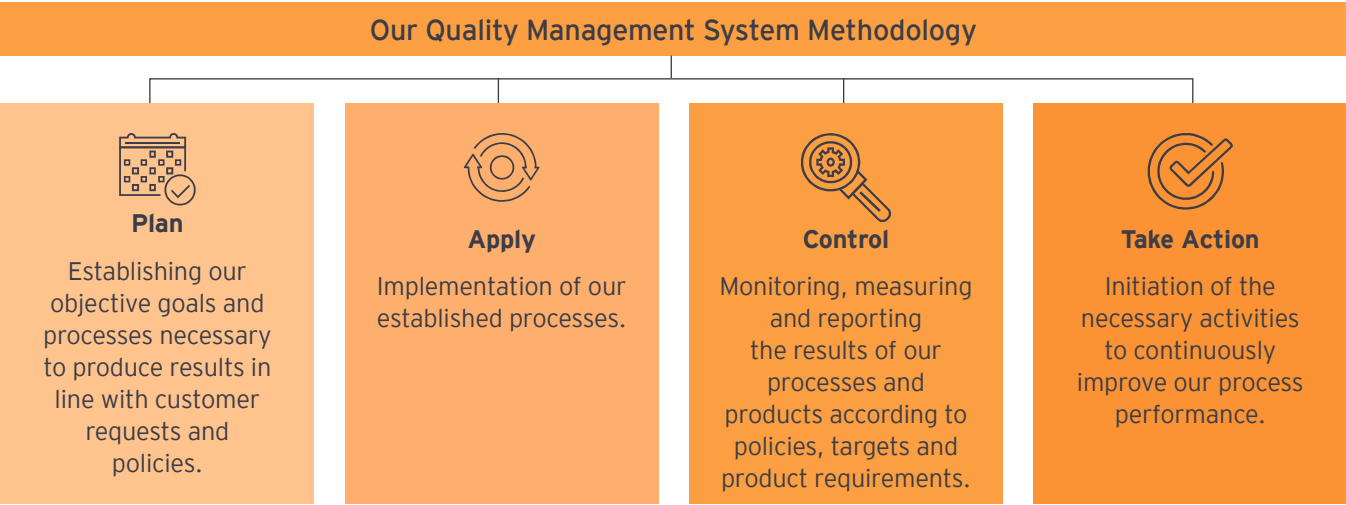 Our Quality Management System Methodology
Plan
Establishing our
objective goals and
processes necessary
to produce results in
line with customer
requests and
policies.
Apply
Implementation of our
established processes.
Control
Monitoring, measuring
and reporting
the results of our
processes and
products according to
policies, targets and
product requirements.
Take Action
Initiation of the
necessary activities
to continuously
improve our process
performance.